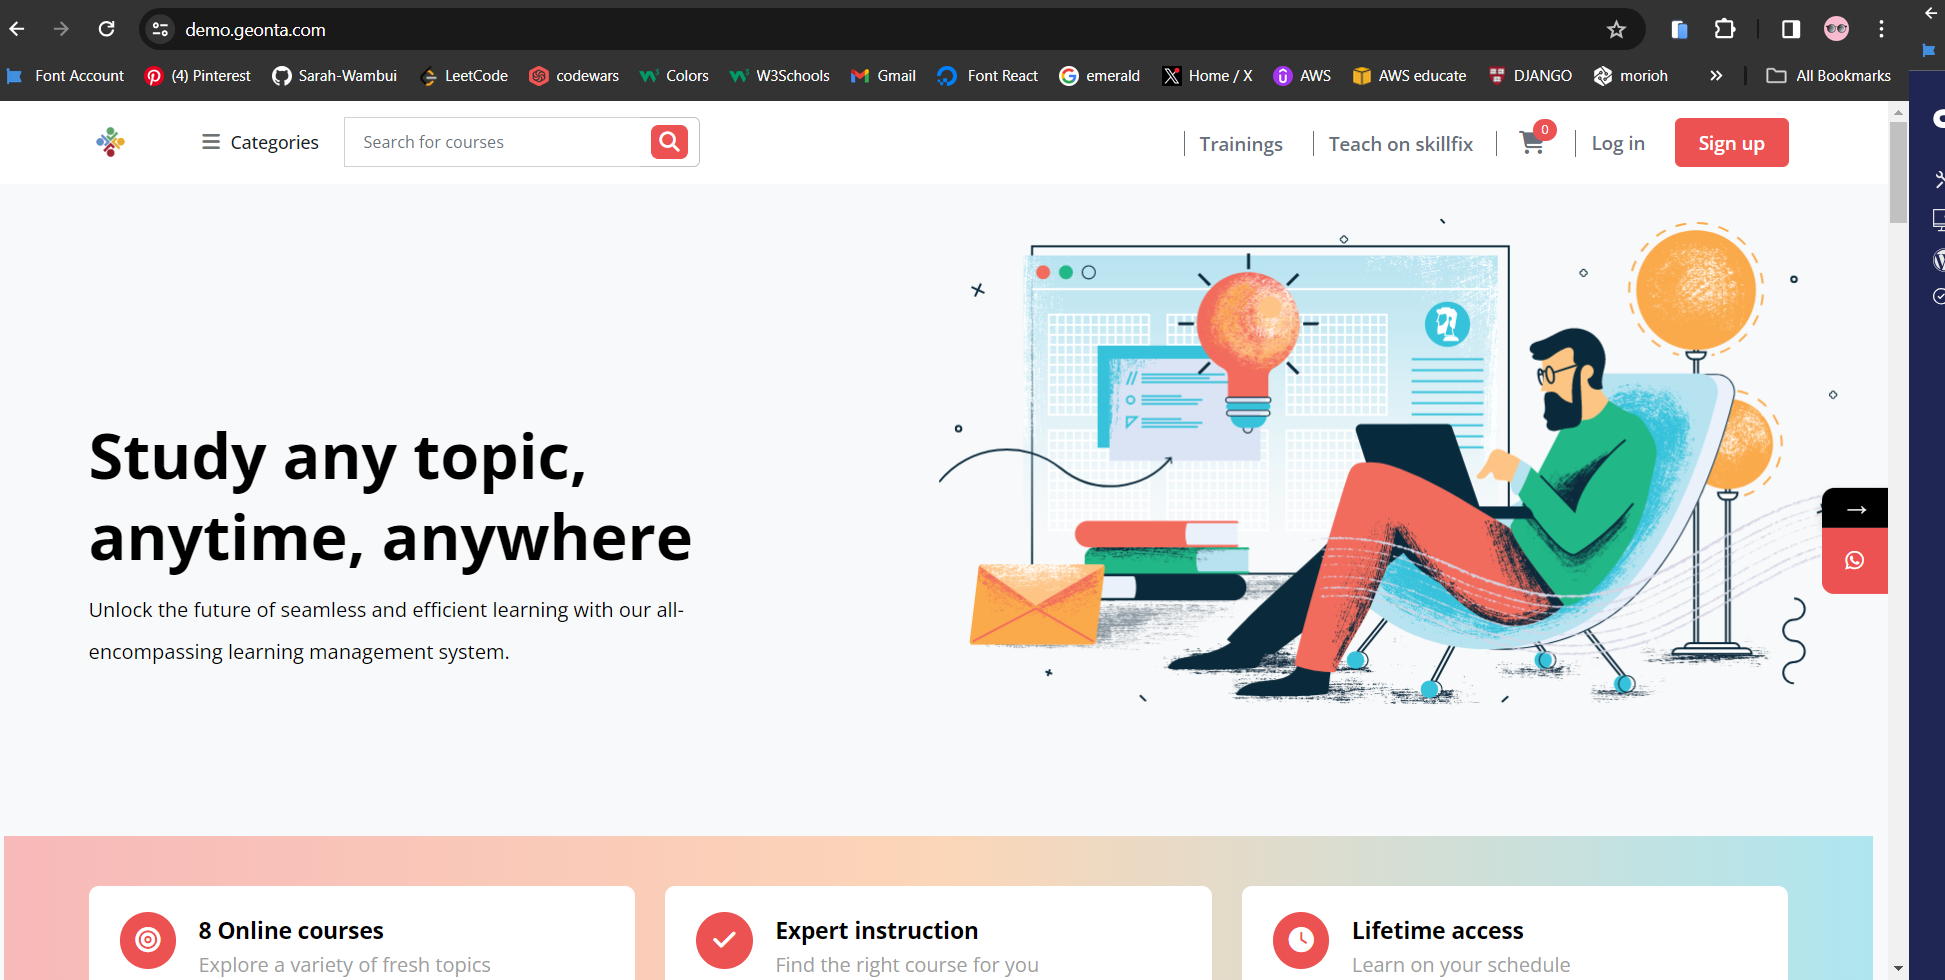 demo.geonta.com
Font Account
(4) Pinterest
Sarah-Wambui
LeetCode
codewars
Colors
W3Schools
Gmail
Font React
emerald
Home / X
AWS
AWS educate
DJANGO
morioh
»
All Bookmarks
Categories
Search for courses
Trainings
Teach on skillfix
0
Log in
Sign up
Study any topic,
anytime, anywhere
Unlock the future of seamless and efficient learning with our all-
encompassing learning management system.
8 Online courses
Explore a variety of fresh topics
Expert instruction
Find the right course for you
Lifetime access
Learn on your schedule